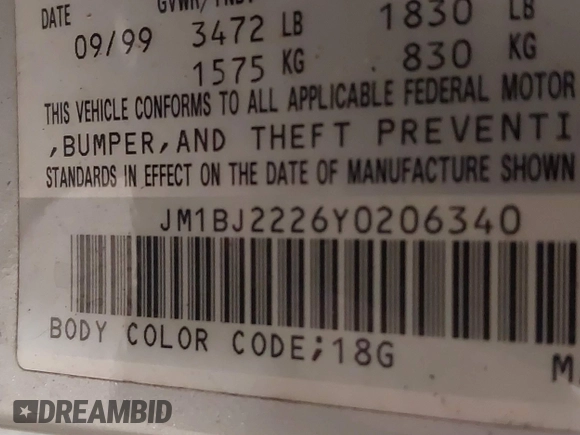 DATE GVWR/PNBV
09/99 3472 LB 1830 LB
1575 KG 830 KG
THIS VEHICLE CONFORMS TO ALL APPLICABLE FEDERAL MOTOR
,BUMPER,AND THEFT PREVENTI
STANDARDS IN EFFECT ON THE DATE OF MANUFACTURE SHOWN
JM1BJ2226Y0206340
BODY COLOR CODE;18G M
DREAMBID